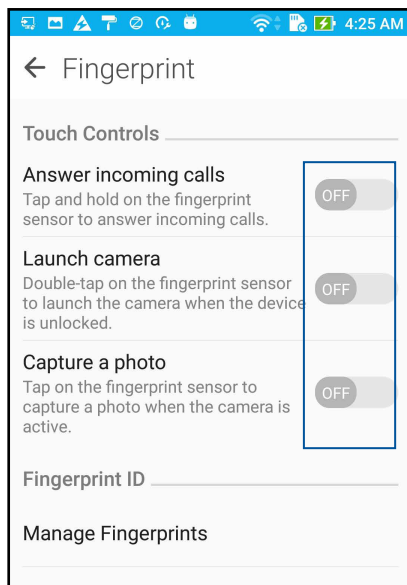 4:25 AM
Fingerprint
Touch Controls
Answer incoming calls
Tap and hold on the fingerprint
sensor to answer incoming calls.
OFF
Launch camera
Double-tap on the fingerprint sensor
to launch the camera when the device
is unlocked.
OFF
Capture a photo
Tap on the fingerprint sensor to
capture a photo when the camera is
active.
OFF
Fingerprint ID
Manage Fingerprints